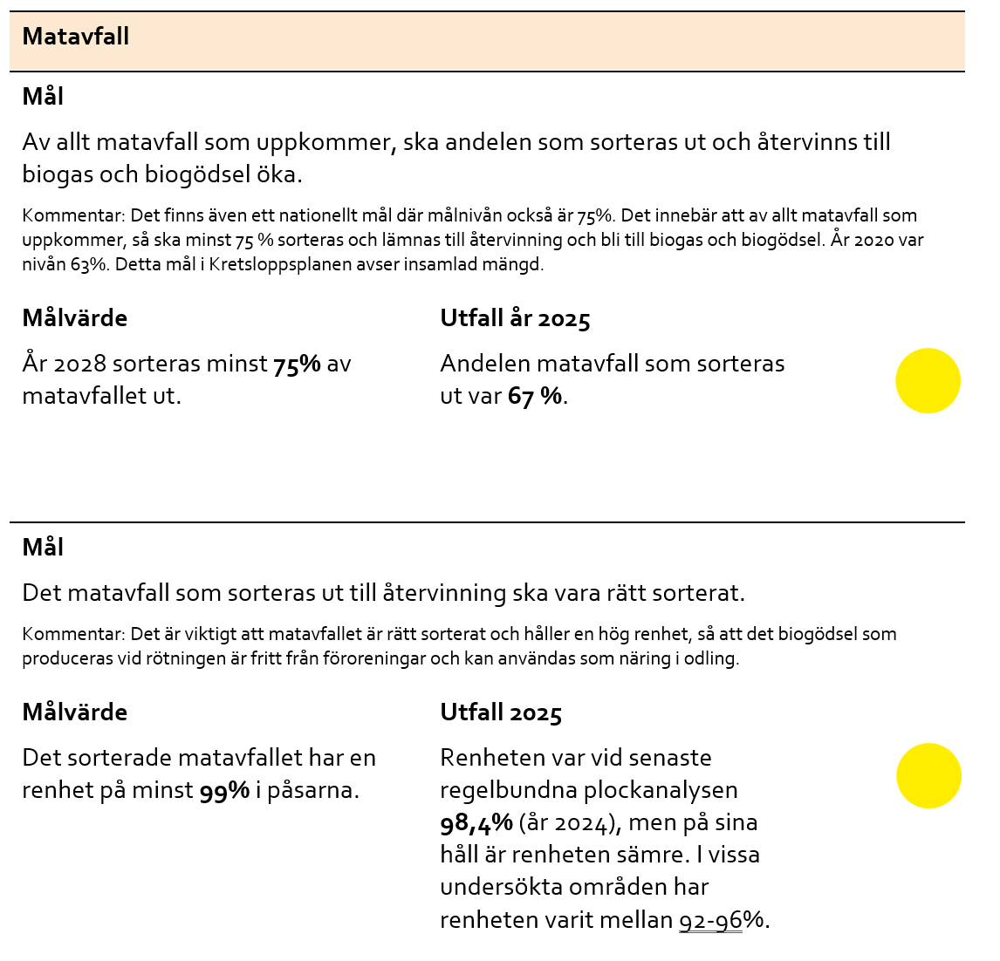 Matavfall
Mål
Av allt matavfall som uppkommer, ska andelen som sorteras ut och återvinns till
biogas och biogödsel öka.
Kommentar: Det finns även ett nationellt mål där målnivån också är 75%. Det innebär att av allt matavfall som
uppkommer, så ska minst 75 % sorteras och lämnas till återvinning och bli till biogas och biogödsel. År 2020 var
nivån 63%. Detta mål i Kretsloppsplanen avser insamlad mängd.
Målvärde
År 2028 sorteras minst 75% av
matavfallet ut.
Utfall år 2025
Andelen matavfall som sorteras
ut var 67 %.
Mål
Det matavfall som sorteras ut till återvinning ska vara rätt sorterat.
Kommentar: Det är viktigt att matavfallet är rätt sorterat och håller en hög renhet, så att det biogödsel som
produceras vid rötningen är fritt från föroreningar och kan användas som näring i odling.
Målvärde
Det sorterade matavfallet har en
renhet på minst 99% i påsarna.
Utfall 2025
Renheten var vid senaste
regelbundna plockanalysen
98,4% (år 2024), men på sina
håll är renheten sämre. I vissa
undersökta områden har
renheten varit mellan 92-96%.